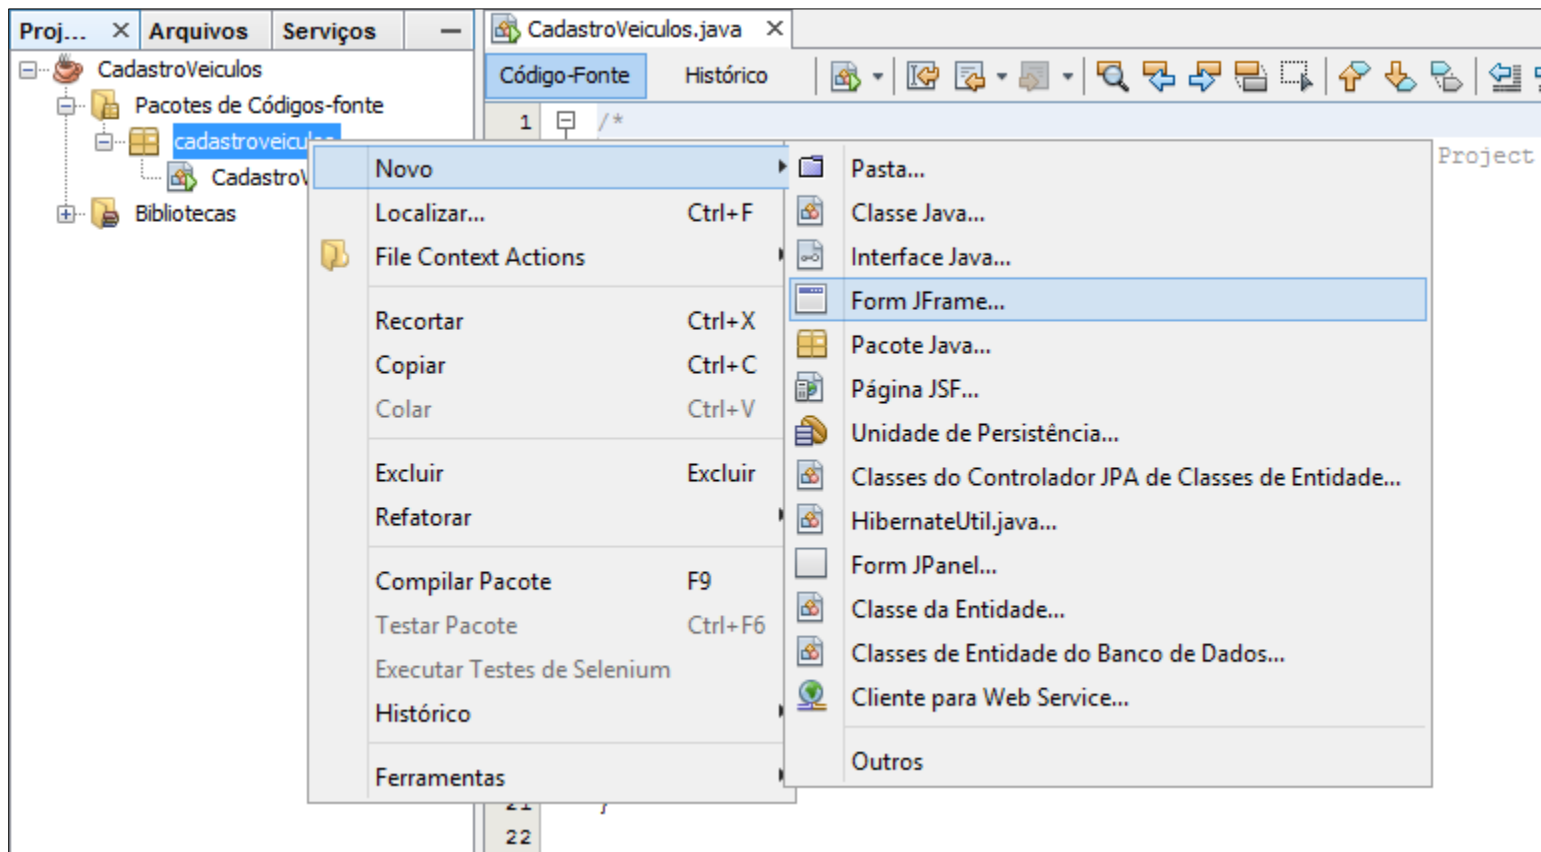 Proj...
Arquivos
Serviços
CadastroVeiculos.java
CadastroVeiculos
Código-Fonte
Histórico
Pacotes de Códigos-fonte
1 /*
cadastroveiculos
Project
CadastroV
Bibliotecas
Novo
Localizar... Ctrl+F
File Context Actions
Recortar Ctrl+X
Copiar Ctrl+C
Colar Ctrl+V
Excluir Excluir
Refatorar
Compilar Pacote F9
Testar Pacote Ctrl+F6
Executar Testes de Selenium
Histórico
Ferramentas
Pasta...
Classe Java...
Interface Java...
Form JFrame...
Pacote Java...
Página JSF...
Unidade de Persistência...
Classes do Controlador JPA de Classes de Entidade...
HibernateUtil.java...
Form JPanel...
Classe da Entidade...
Classes de Entidade do Banco de Dados...
Cliente para Web Service...
Outros
21 }
22